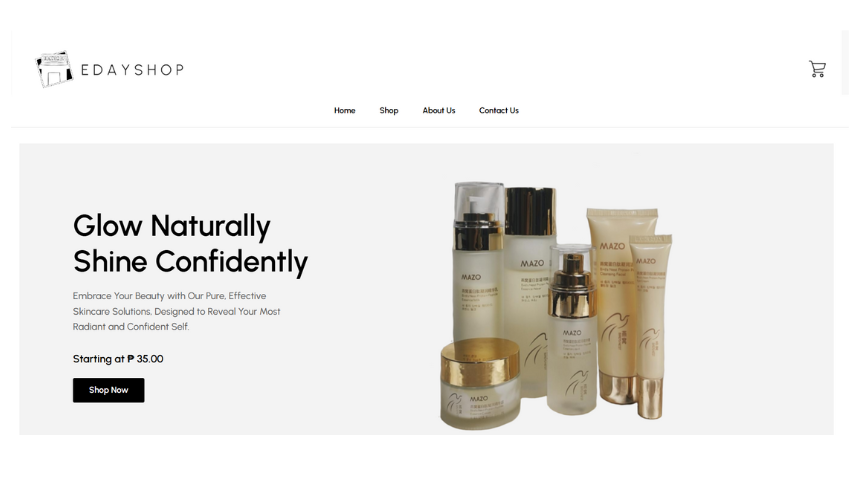 EDAYSHOP
Home Shop About Us Contact Us
Glow Naturally
Shine Confidently
Embrace Your Beauty with Our Pure, Effective
Skincare Solutions, Designed to Reveal Your Most
Radiant and Confident Self.
Starting at ₱ 35.00
Shop Now
MAZO
MAZO
MAZO
MAZO
MAZO
MAZO